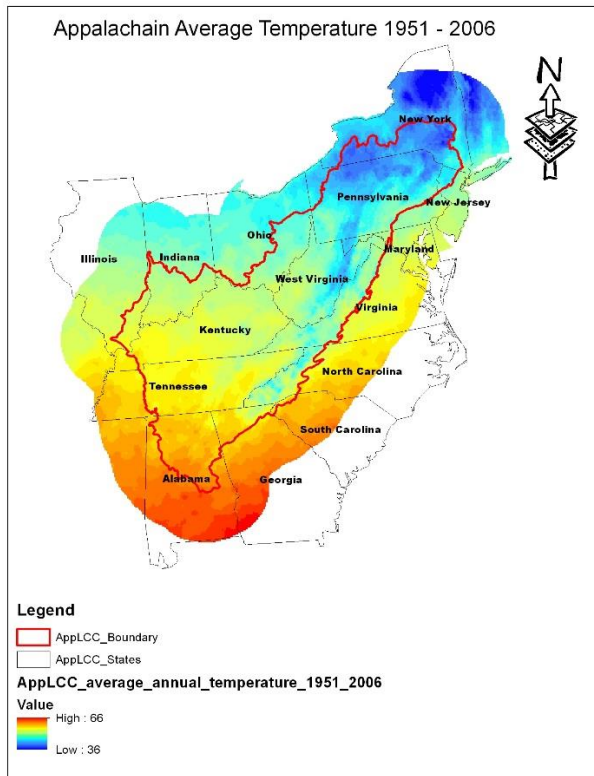 Appalachain Average Temperature 1951 - 2006
N
New York
Pennsylvania
New Jersey
Ohio
Maryland
Illinois
Indiana
West Virginia
Virginia
Kentucky
North Carolina
Tennessee
South Carolina
Alabama
Georgia
Legend
AppLCC_Boundary
AppLCC_States
AppLCC_average_annual_temperature_1951_2006
Value
High : 66
Low : 36